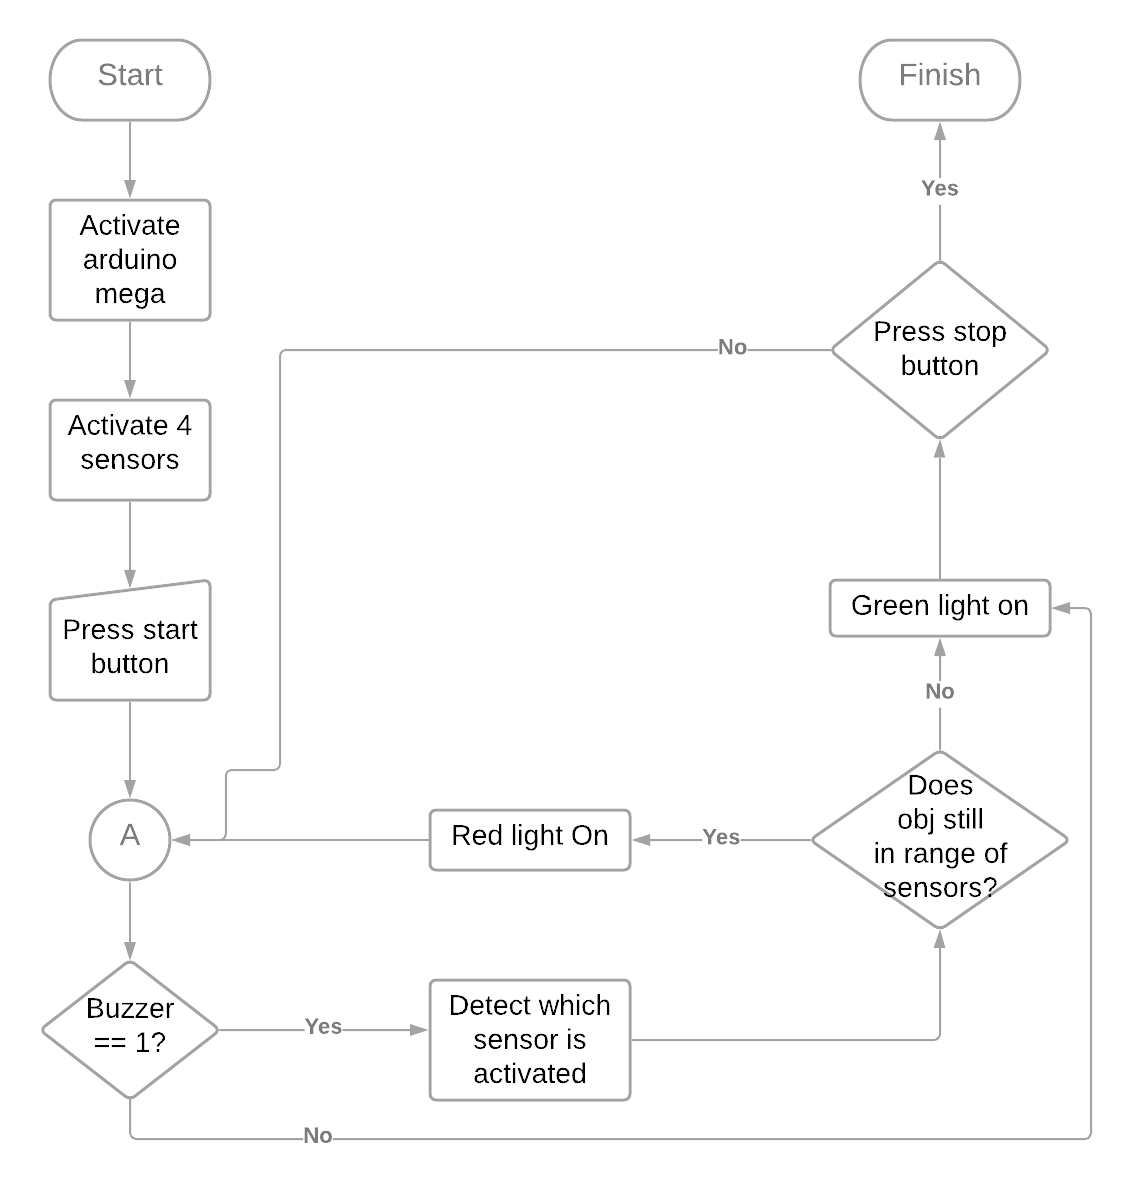 Start
Activate
arduino
mega
Activate 4
sensors
Press start
button
A
Buzzer
== 1?
Yes
No
Detect which
sensor is
activated
Does
obj still
in range of
sensors?
Yes
Red light On
No
Green light on
Press stop
button
No
Yes
Finish